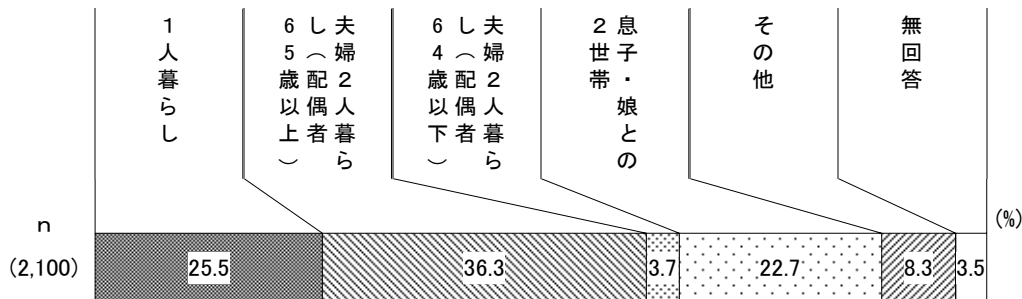 1人暮らし
夫婦2人暮らし（配偶者65歳以上）
夫婦2人暮らし（配偶者64歳以下）
息子・娘との2世帯
その他
無回答
(%)
n
(2,100)
25.5
36.3
3.7
22.7
8.3
3.5